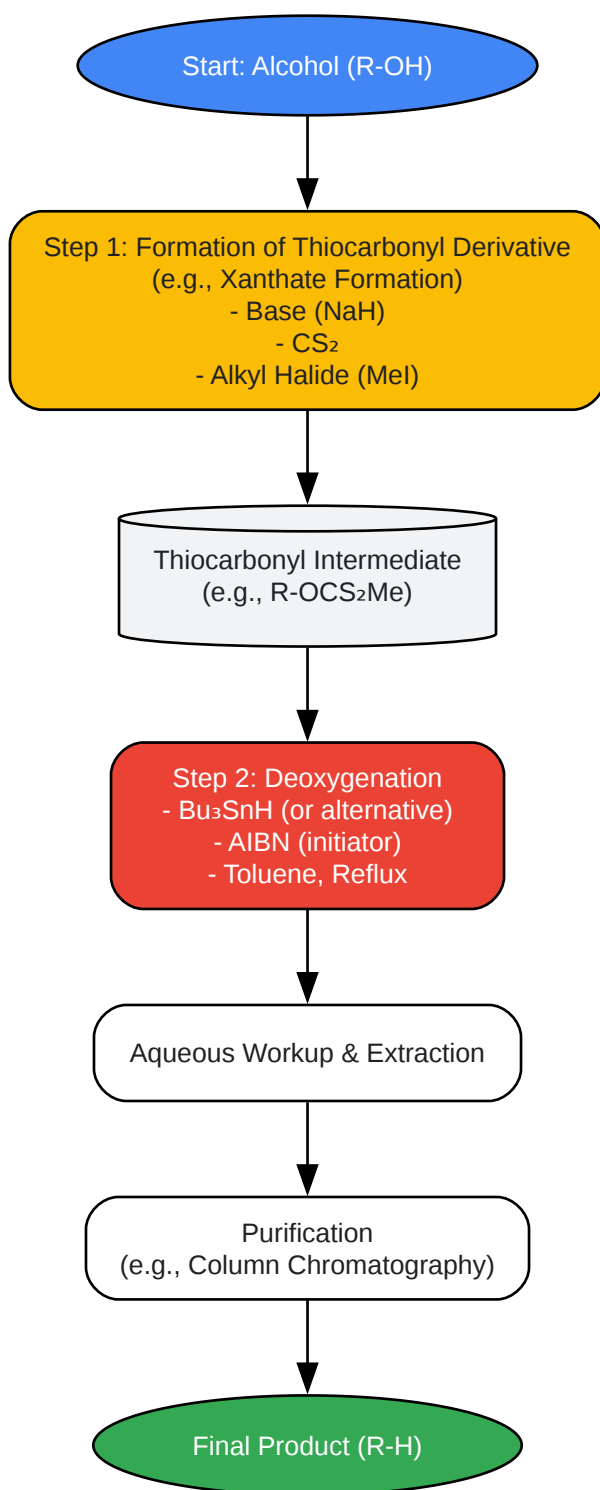 Start: Alcohol (R-OH)
Step 1: Formation of Thiocarbonyl Derivative
(e.g., Xanthate Formation)
- Base (NaH)
- CS₂
- Alkyl Halide (MeI)
Thiocarbonyl Intermediate
(e.g., R-OCS₂Me)
Step 2: Deoxygenation
- Bu₃SnH (or alternative)
- AIBN (initiator)
- Toluene, Reflux
Aqueous Workup & Extraction
Purification
(e.g., Column Chromatography)
Final Product (R-H)